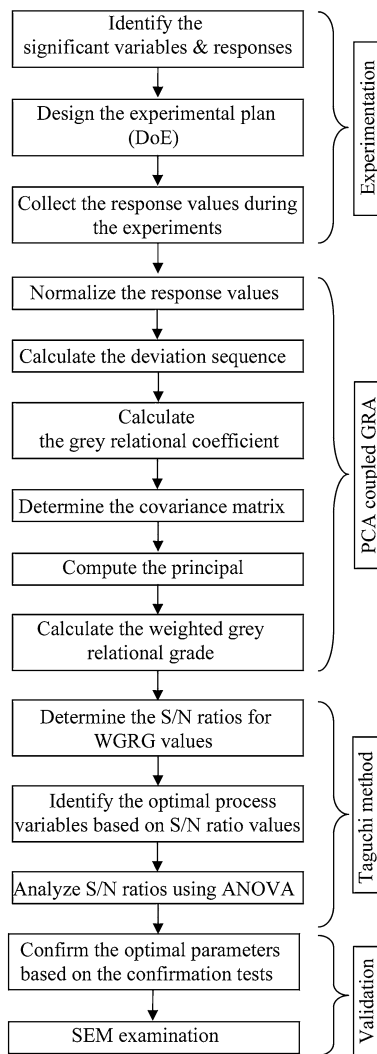 Identify the
significant variables & responses
Design the experimental plan
(DoE)
Collect the response values during
the experiments
Experimentation
Normalize the response values
Calculate the deviation sequence
Calculate
the grey relational coefficient
Determine the covariance matrix
Compute the principal
Calculate the weighted grey
relational grade
PCA coupled GRA
Determine the S/N ratios for
WGRG values
Identify the optimal process
variables based on S/N ratio values
Analyze S/N ratios using ANOVA
Taguchi method
Confirm the optimal parameters
based on the confirmation tests
SEM examination
Validation